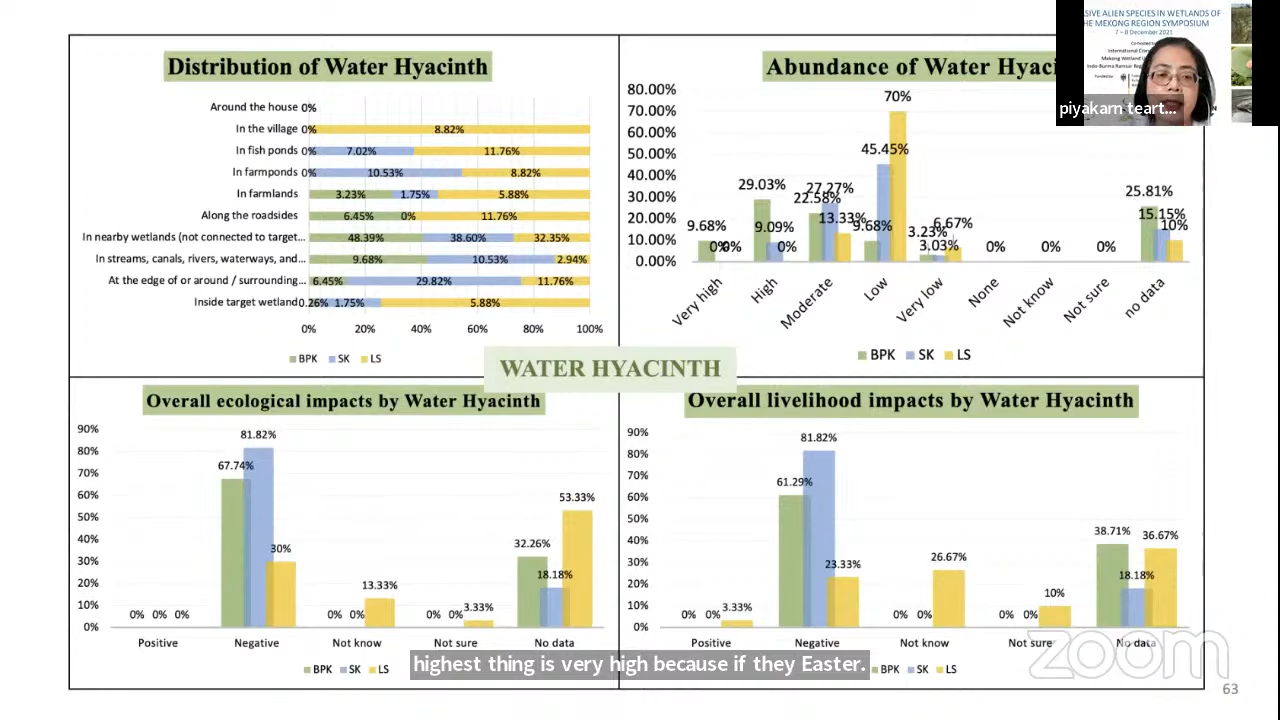 SIVE ALIEN SPECIES IN WETLANDS OF
HE MEKONG REGION SYMPOSIUM
7 – 8 December 2021
piyakarn teart...
Distribution of Water Hyacinth
Around the house 0%
In the village 0% 8.82%
In fish ponds 0% 7.02% 11.76%
In farmponds 0% 10.53% 8.82%
In farmlands 3.23% 1.75% 5.88%
Along the roadsides 6.45% 0% 11.76%
In nearby wetlands (not connected to target... 48.39% 38.60% 32.35%
In streams, canals, rivers, waterways, and... 9.68% 10.53% 2.94%
At the edge of or around / surrounding... 6.45% 29.82% 11.76%
Inside target wetland 0.26% 1.75% 5.88%
0% 20% 40% 60% 80% 100%
BPK SK LS
Abundance of Water Hyaci
80.00%
70.00%
60.00%
50.00%
40.00%
30.00%
20.00%
10.00%
0.00%
9.68% 0% 0%
29.03% 9.09% 0%
22.58% 27.27% 13.33%
9.68% 45.45% 70%
3.23% 3.03% 6.67%
0% 0% 0%
25.81% 15.15% 10%
Very high High Moderate Low Very low None Not know Not sure no data
BPK SK LS
WATER HYACINTH
Overall ecological impacts by Water Hyacinth
90%
80%
70%
60%
50%
40%
30%
20%
10%
0%
0% 0% 0%
67.74% 81.82% 30%
0% 0% 13.33%
0% 0% 3.33%
32.26% 18.18% 53.33%
Positive Negative Not know Not sure No data
BPK SK LS
Overall livelihood impacts by Water Hyacinth
90%
80%
70%
60%
50%
40%
30%
20%
10%
0%
0% 0% 3.33%
61.29% 81.82% 23.33%
0% 0% 26.67%
0% 0% 10%
38.71% 18.18% 36.67%
Positive Negative Not know Not sure No data
BPK SK LS
highest thing is very high because if they Easter.
zoom
63